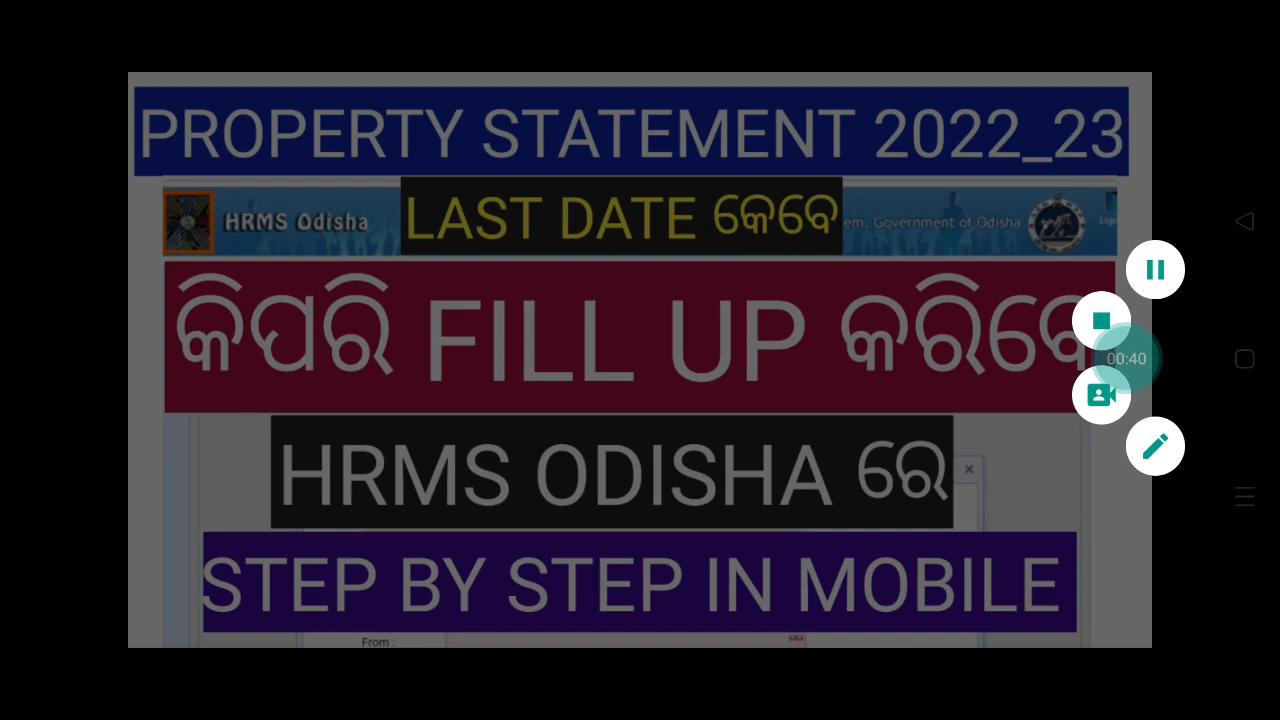 PROPERTY STATEMENT 2022_23
HRMS Odisha
LAST DATE କେବେ
em, Government of Odisha
କିପରି FILL UP କରିବେ
00:40
HRMS ODISHA ରେ
STEP BY STEP IN MOBILE
From :